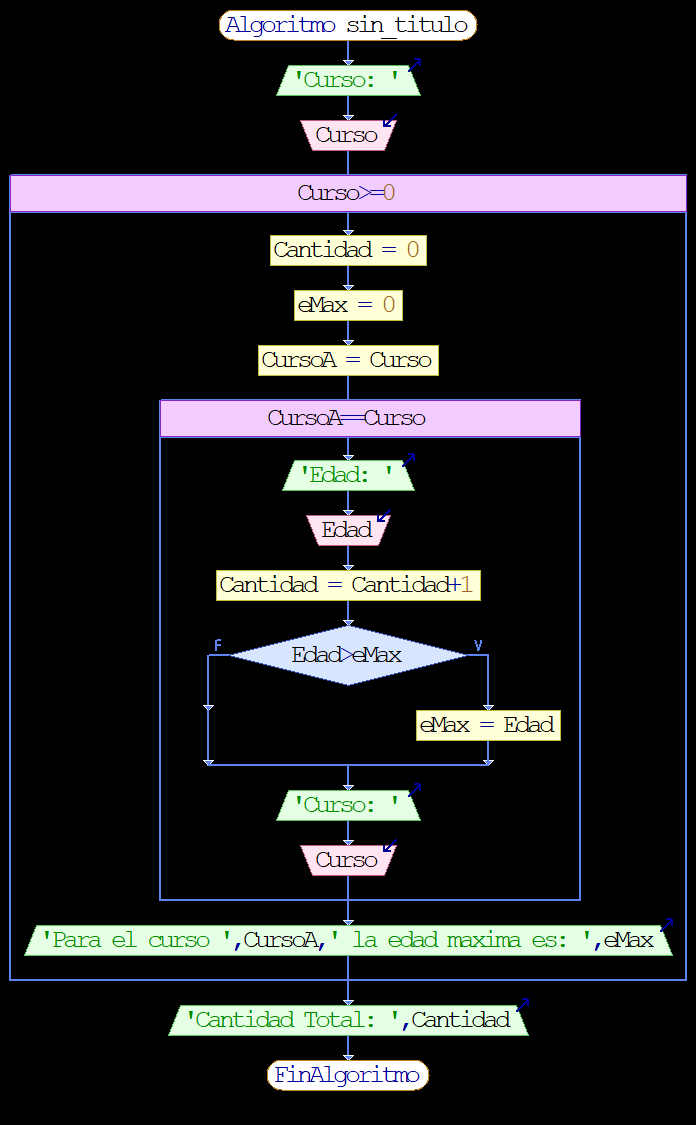 Algoritmo sin_titulo
'Curso: '
Curso
Curso>=0
Cantidad = 0
eMax = 0
CursoA = Curso
CursoA==Curso
'Edad: '
Edad
Cantidad = Cantidad+1
F
Edad>eMax
V
eMax = Edad
'Curso: '
Curso
'Para el curso ',CursoA,' la edad maxima es: ',eMax
'Cantidad Total: ',Cantidad
FinAlgoritmo